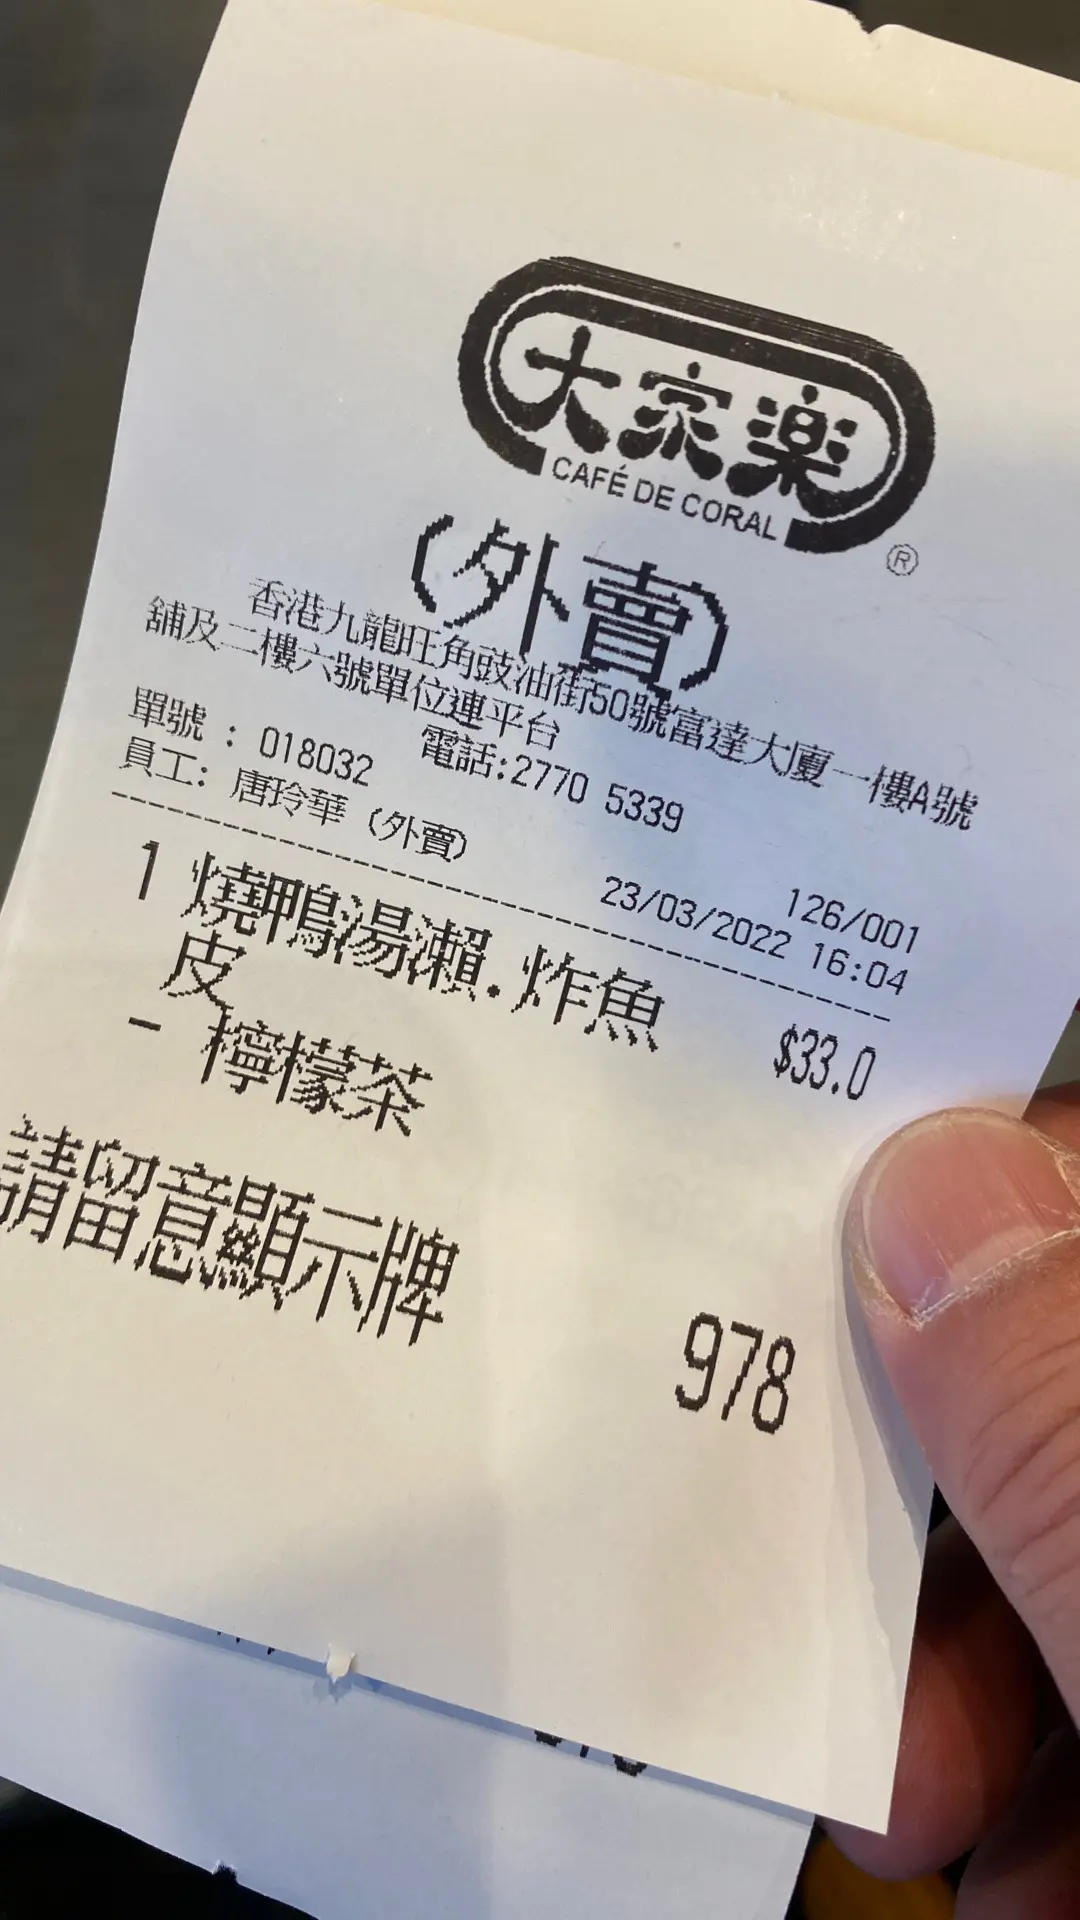 大家楽
CAFÉ DE CORAL
®
(外賣)
香港九龍旺角豉油街50號富達大廈一樓A號
舖及二樓六號單位連平台
電話:2770 5339
單號 : 018032
126/001
員工: 唐玲華 (外賣)
23/03/2022 16:04
1 燒鴨湯瀨.炸魚
皮
$33.0
- 檸檬茶
請留意顯示牌
978